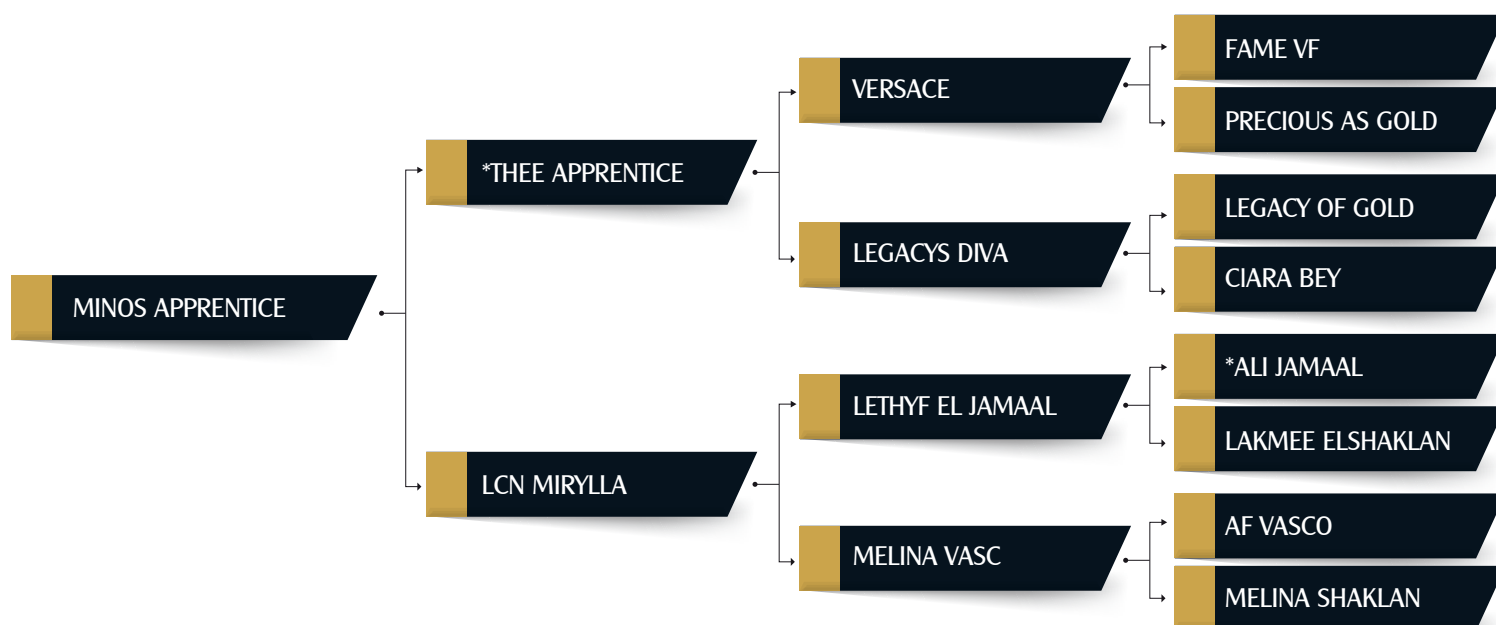 FAME VF
VERSACE
PRECIOUS AS GOLD
*THEE APPRENTICE
LEGACY OF GOLD
LEGACYS DIVA
CIARA BEY
MINOS APPRENTICE
*ALI JAMAAL
LETHYF EL JAMAAL
LAKMEE ELSHAKLAN
LCN MIRYLLA
AF VASCO
MELINA VASC
MELINA SHAKLAN